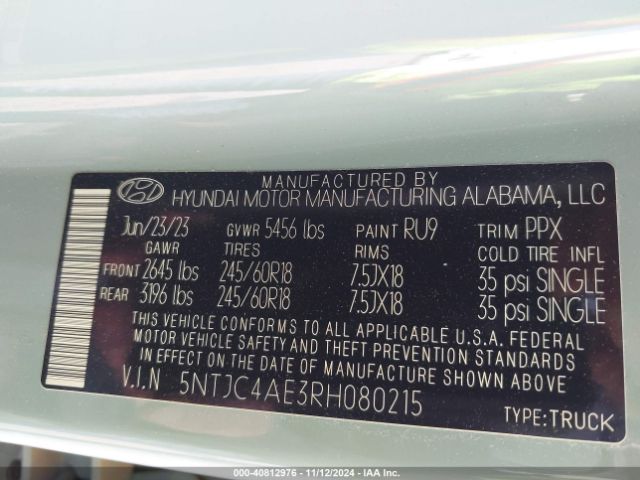 MANUFACTURED BY
HYUNDAI MOTOR MANUFACTURING ALABAMA, LLC
Jun/23/23 GVWR 5456 lbs PAINT RU9 TRIM PPX
GAWR TIRES RIMS COLD TIRE INFL
FRONT 2645 lbs 245/60R18 7.5JX18 35 psi SINGLE
REAR 3196 lbs 245/60R18 7.5JX18 35 psi SINGLE
THIS VEHICLE CONFORMS TO ALL APPLICABLE U.S.A. FEDERAL
MOTOR VEHICLE SAFETY AND THEFT PREVENTION STANDARDS
IN EFFECT ON THE DATE OF MANUFACTURE SHOWN ABOVE.
V.I.N 5NTJC4AE3RH080215
TYPE:TRUCK
000-40812976 - 11/12/2024 - IAA Inc.